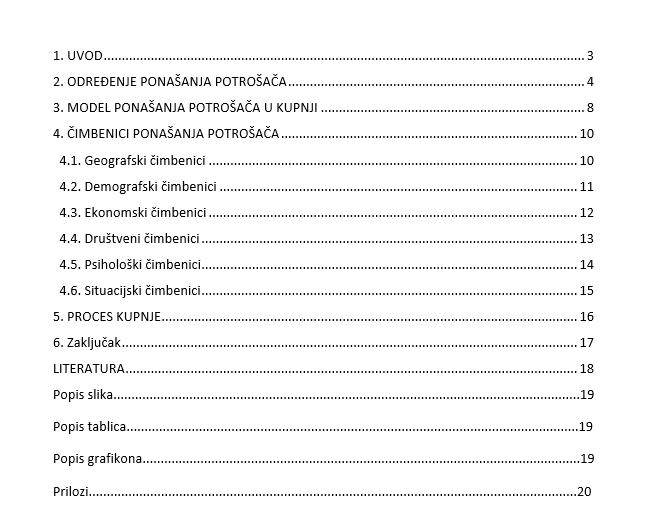 1. UVOD........................................................................................................ 3
2. ODREĐENJE PONAŠANJA POTROŠAČA........................................................ 4
3. MODEL PONAŠANJA POTROŠAČA U KUPNJI ................................................ 8
4. ČIMBENICI PONAŠANJA POTROŠAČA........................................................ 10
4.1. Geografski čimbenici ........................................................................ 10
4.2. Demografski čimbenici ..................................................................... 11
4.3. Ekonomski čimbenici ........................................................................ 12
4.4. Društveni čimbenici .......................................................................... 13
4.5. Psihološki čimbenici.......................................................................... 14
4.6. Situacijski čimbenici.......................................................................... 15
5. PROCES KUPNJE........................................................................................ 16
6. Zaključak................................................................................................... 17
LITERATURA.................................................................................................. 18
Popis slika.....................................................................................................19
Popis tablica..................................................................................................19
Popis grafikona..............................................................................................19
Prilozi............................................................................................................20